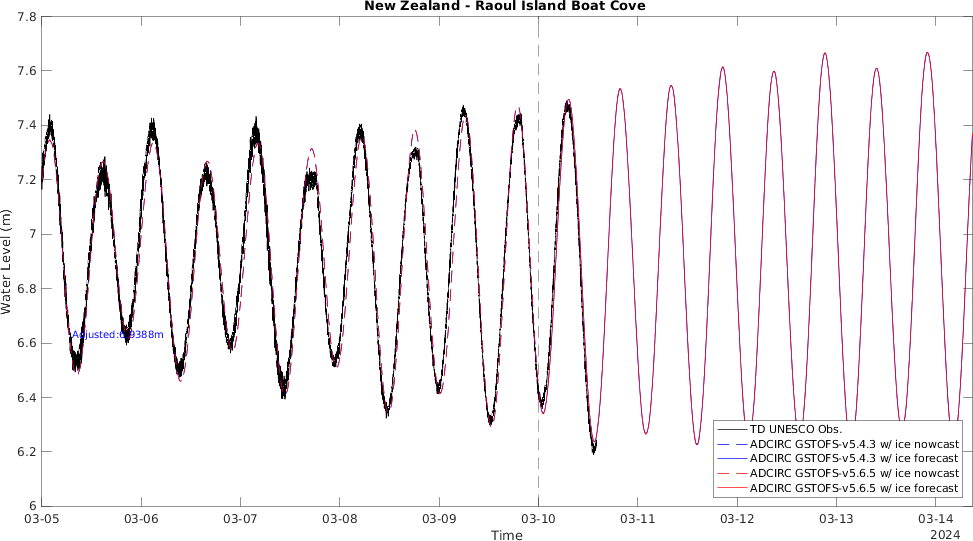 New Zealand - Raoul Island Boat Cove
7.8
7.6
7.4
7.2
7
6.8
6.6
6.4
6.2
6
Water Level (m)
Adjusted:6.9388m
TD UNESCO Obs.
ADCIRC GSTOFS-v5.4.3 w/ ice nowcast
ADCIRC GSTOFS-v5.4.3 w/ ice forecast
ADCIRC GSTOFS-v5.6.5 w/ ice nowcast
ADCIRC GSTOFS-v5.6.5 w/ ice forecast
03-05 03-06 03-07 03-08 03-09 03-10 03-11 03-12 03-13 03-14
Time
2024